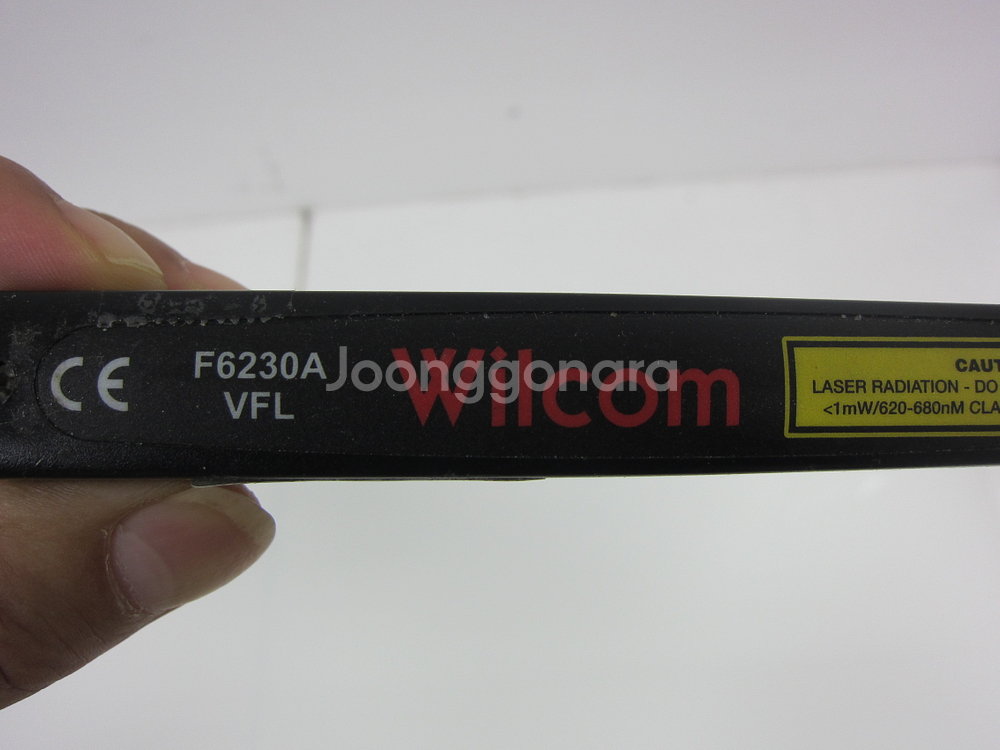 CE
F6230A
VFL
Wilcom
Joonggonara
CAUT
LASER RADIATION - DO
<1mW/620-680nM CLA